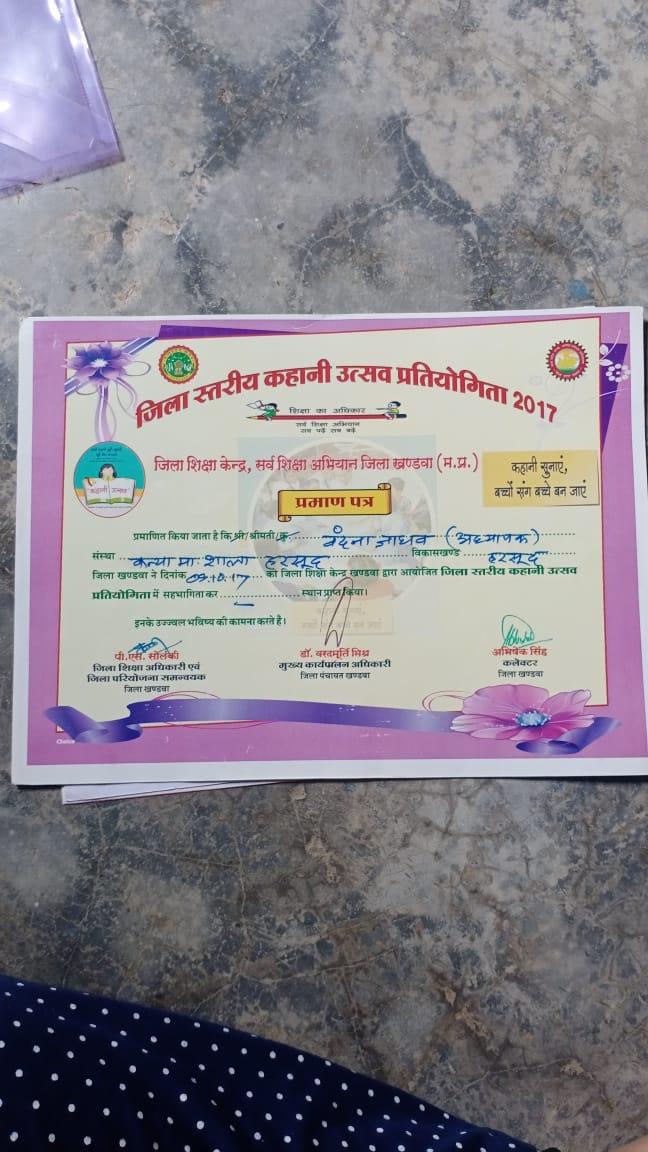 जिला स्तरीय कहानी उत्सव प्रतियोगिता 2017
शिक्षा का अधिकार
सर्व शिक्षा अभियान
सब पढ़ें सब बढ़ें
जिला शिक्षा केन्द्र, सर्व शिक्षा अभियान जिला खण्डवा (म.प्र.)
कहानी उत्सव
कहानी सुनाएं,
बच्चों संग बच्चे बन जाएं
प्रमाण पत्र
प्रमाणित किया जाता है कि श्री/श्रीमती/कु. वंदना जाधव (अध्यापक)
संस्था कन्या मा. शाला हरसूद विकासखण्ड हरसूद
जिला खण्डवा ने दिनांक 09.10.17 को जिला शिक्षा केन्द्र खण्डवा द्वारा आयोजित जिला स्तरीय कहानी उत्सव
प्रतियोगिता में सहभागिता कर स्थान प्राप्त किया।
इनके उज्ज्वल भविष्य की कामना करते है।
पी.एस. सोलंकी
जिला शिक्षा अधिकारी एवं
जिला परियोजना समन्वयक
जिला खण्डवा
डॉ. वरदमूर्ति मिश्र
मुख्य कार्यपालन अधिकारी
जिला पंचायत खण्डवा
अभिषेक सिंह
कलेक्टर
जिला खण्डवा